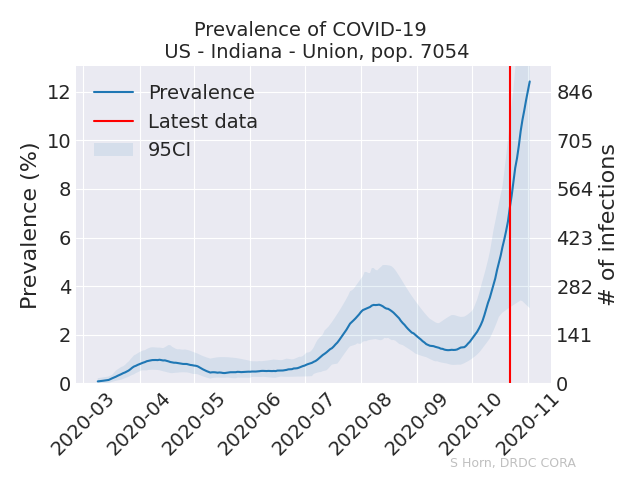 Prevalence of COVID-19
US - Indiana - Union, pop. 7054
Prevalence
Latest data
95CI
Prevalence (%)
12
10
8
6
4
2
0
846
705
564
423
282
141
0
# of infections
2020-03
2020-04
2020-05
2020-06
2020-07
2020-08
2020-09
2020-10
2020-11
S Horn, DRDC CORA